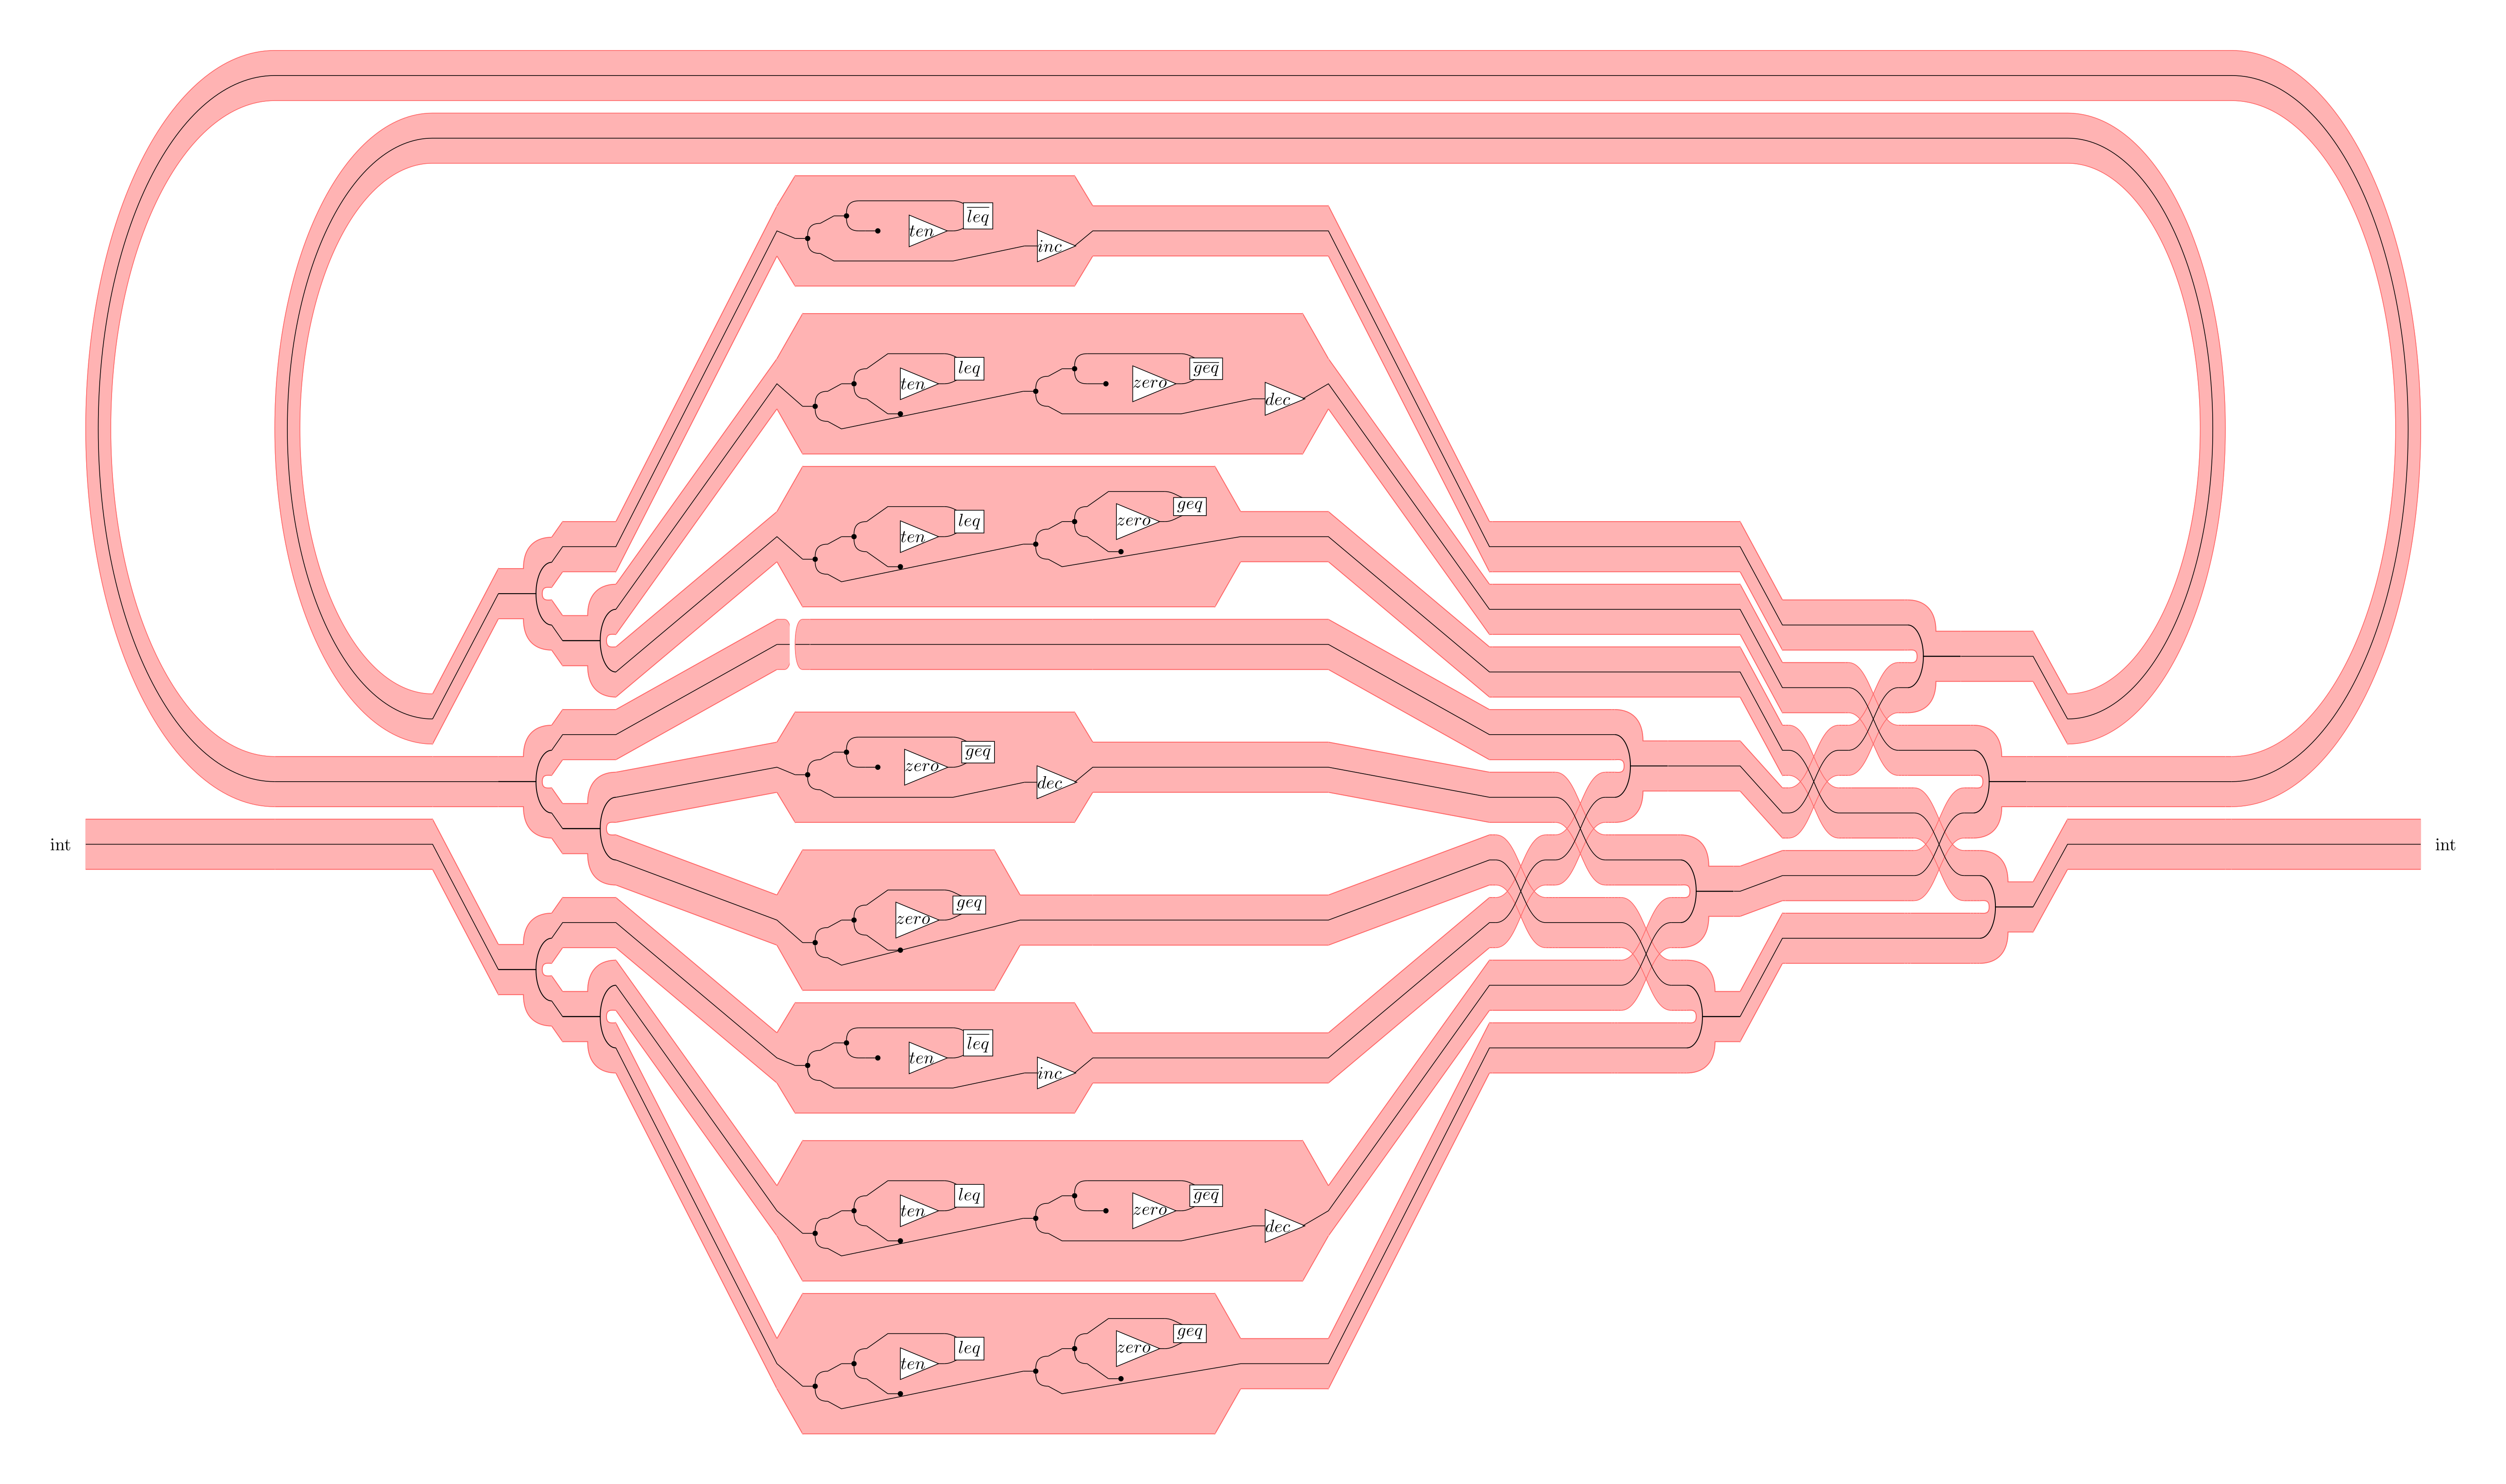 $\overline{leq}$
ten
inc
leq
ten
$\overline{geq}$
zero
dec
leq
ten
geq
zero
$\overline{geq}$
zero
dec
int
int
geq
zero
$\overline{leq}$
ten
inc
leq
ten
$\overline{geq}$
zero
dec
leq
ten
geq
zero